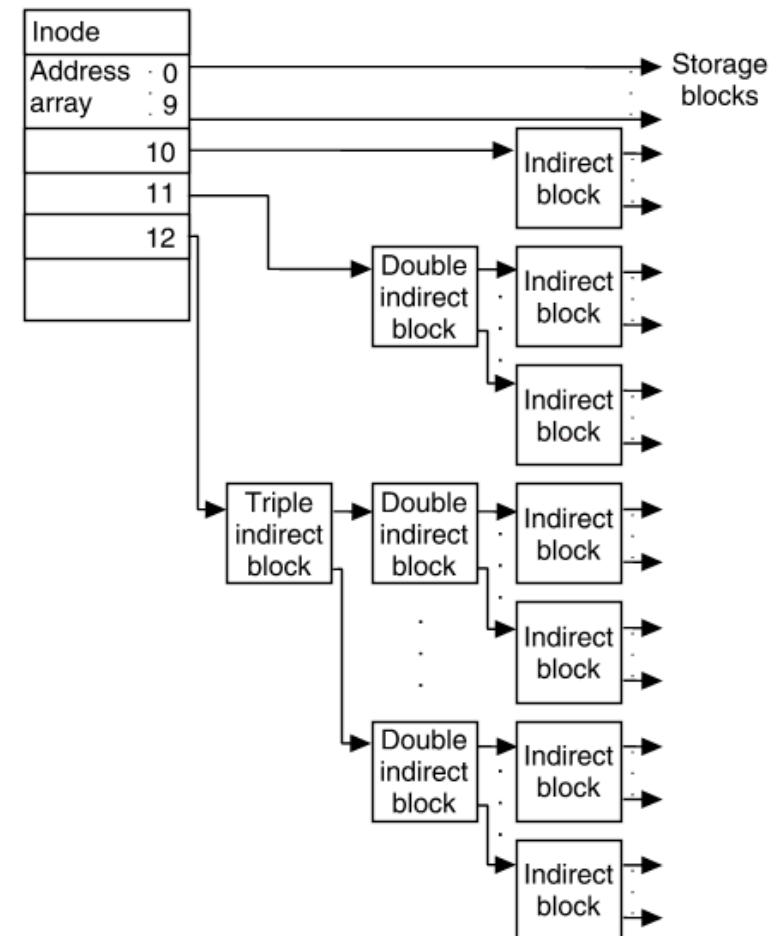 Inode
Address 0
array 9
Storage
blocks
10
Indirect
block
11
12
Double
indirect
block
Indirect
block
Indirect
block
Triple
indirect
block
Double
indirect
block
Indirect
block
Indirect
block
Double
indirect
block
Indirect
block
Indirect
block